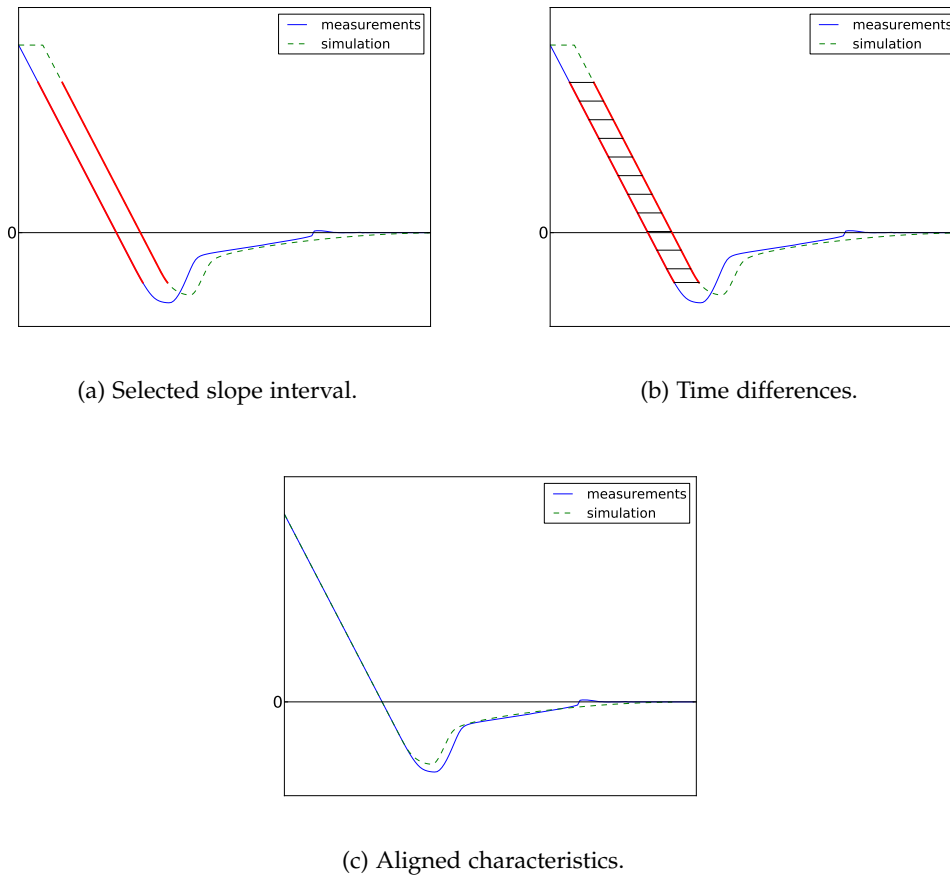 measurements
simulation
0
(a) Selected slope interval.
measurements
simulation
0
(b) Time differences.
measurements
simulation
0
(c) Aligned characteristics.